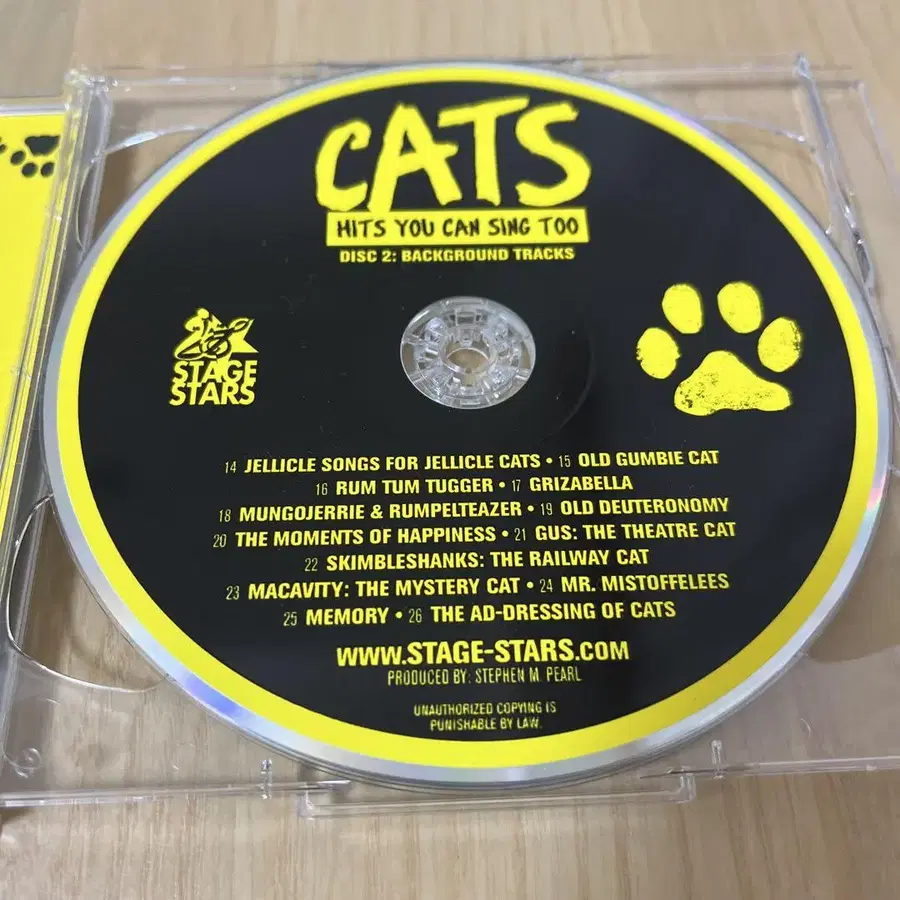 CATS
HITS YOU CAN SING TOO
DISC 2: BACKGROUND TRACKS
STAGE
STARS
14 JELLICLE SONGS FOR JELLICLE CATS • 15 OLD GUMBIE CAT
16 RUM TUM TUGGER • 17 GRIZABELLA
18 MUNGOJERRIE & RUMPELTEAZER • 19 OLD DEUTERONOMY
20 THE MOMENTS OF HAPPINESS • 21 GUS: THE THEATRE CAT
22 SKIMBLESHANKS: THE RAILWAY CAT
23 MACAVITY: THE MYSTERY CAT • 24 MR. MISTOFFELEES
25 MEMORY • 26 THE AD-DRESSING OF CATS
WWW.STAGE-STARS.COM
PRODUCED BY: STEPHEN M. PEARL
UNAUTHORIZED COPYING IS
PUNISHABLE BY LAW.